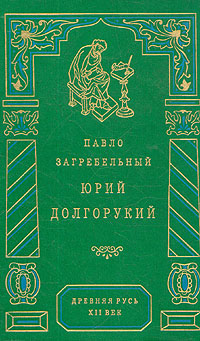 ПАВЛО
ЗАГРЕБЕЛЬНЫЙ
ЮРИЙ
ДОЛГОРУКИЙ
ДРЕВНЯЯ РУСЬ
XII ВЕК